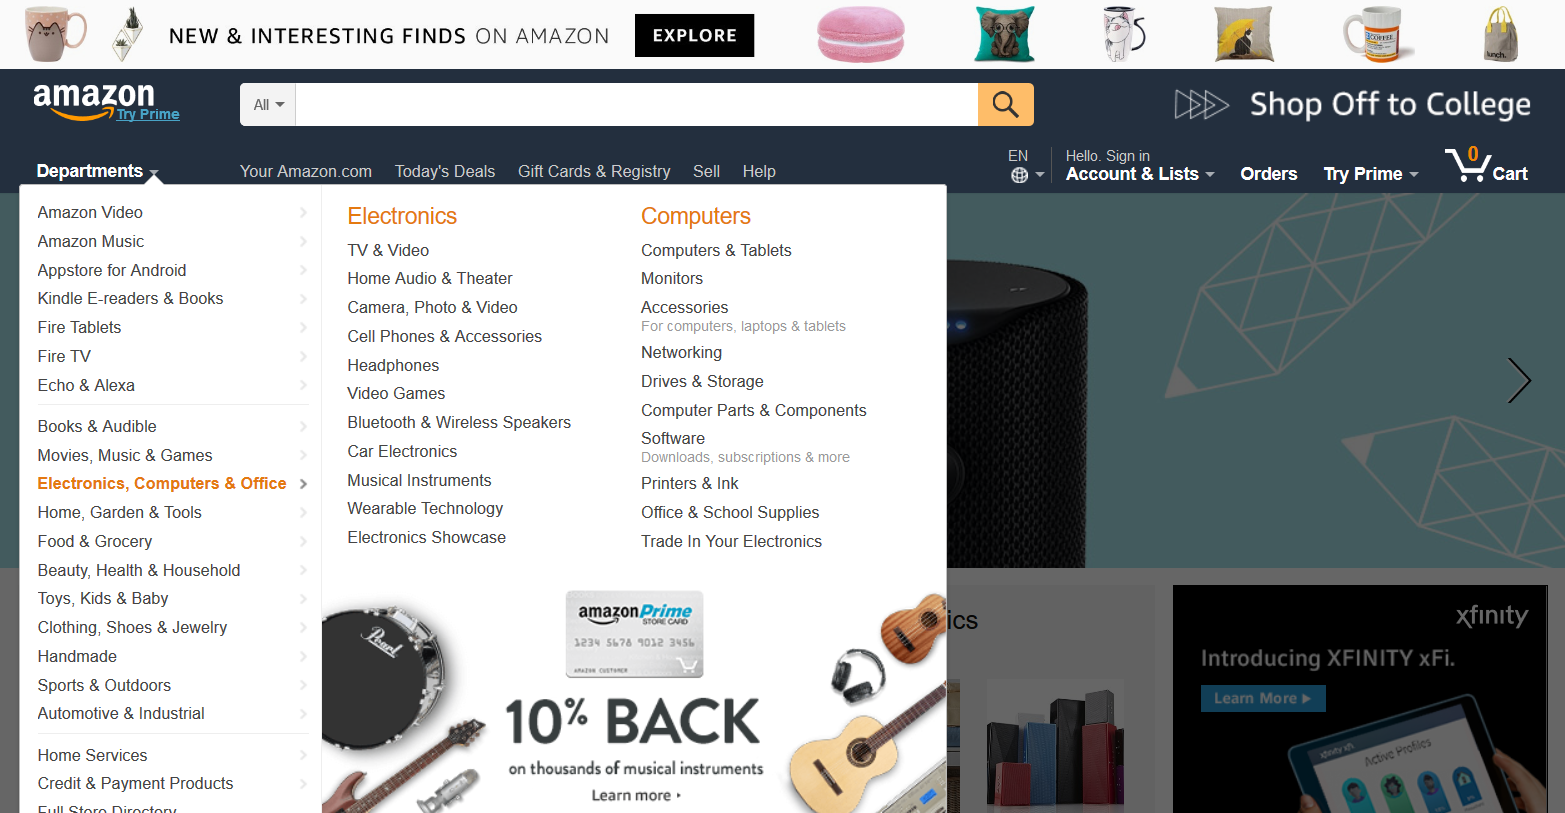 NEW & INTERESTING FINDS ON AMAZON
EXPLORE
COFFEE
lunch.
amazon
Try Prime
All
Shop Off to College
Departments
Your Amazon.com
Today's Deals
Gift Cards & Registry
Sell
Help
EN
Hello. Sign in
Account & Lists
Orders
Try Prime
0
Cart
Amazon Video
Amazon Music
Appstore for Android
Kindle E-readers & Books
Fire Tablets
Fire TV
Echo & Alexa
Books & Audible
Movies, Music & Games
Electronics, Computers & Office
Home, Garden & Tools
Food & Grocery
Beauty, Health & Household
Toys, Kids & Baby
Clothing, Shoes & Jewelry
Handmade
Sports & Outdoors
Automotive & Industrial
Home Services
Credit & Payment Products
Full Store Directory
Electronics
TV & Video
Home Audio & Theater
Camera, Photo & Video
Cell Phones & Accessories
Headphones
Video Games
Bluetooth & Wireless Speakers
Car Electronics
Musical Instruments
Wearable Technology
Electronics Showcase
Computers
Computers & Tablets
Monitors
Accessories
For computers, laptops & tablets
Networking
Drives & Storage
Computer Parts & Components
Software
Downloads, subscriptions & more
Printers & Ink
Office & School Supplies
Trade In Your Electronics
Pearl
amazonPrime
STORE CARD
1234 5678 9012 3456
AMAZON CUSTOMER
10% BACK
on thousands of musical instruments
Learn more
ics
xfinity
Introducing XFINITY xFi.
Learn More
xfinity xfi
Active Profiles